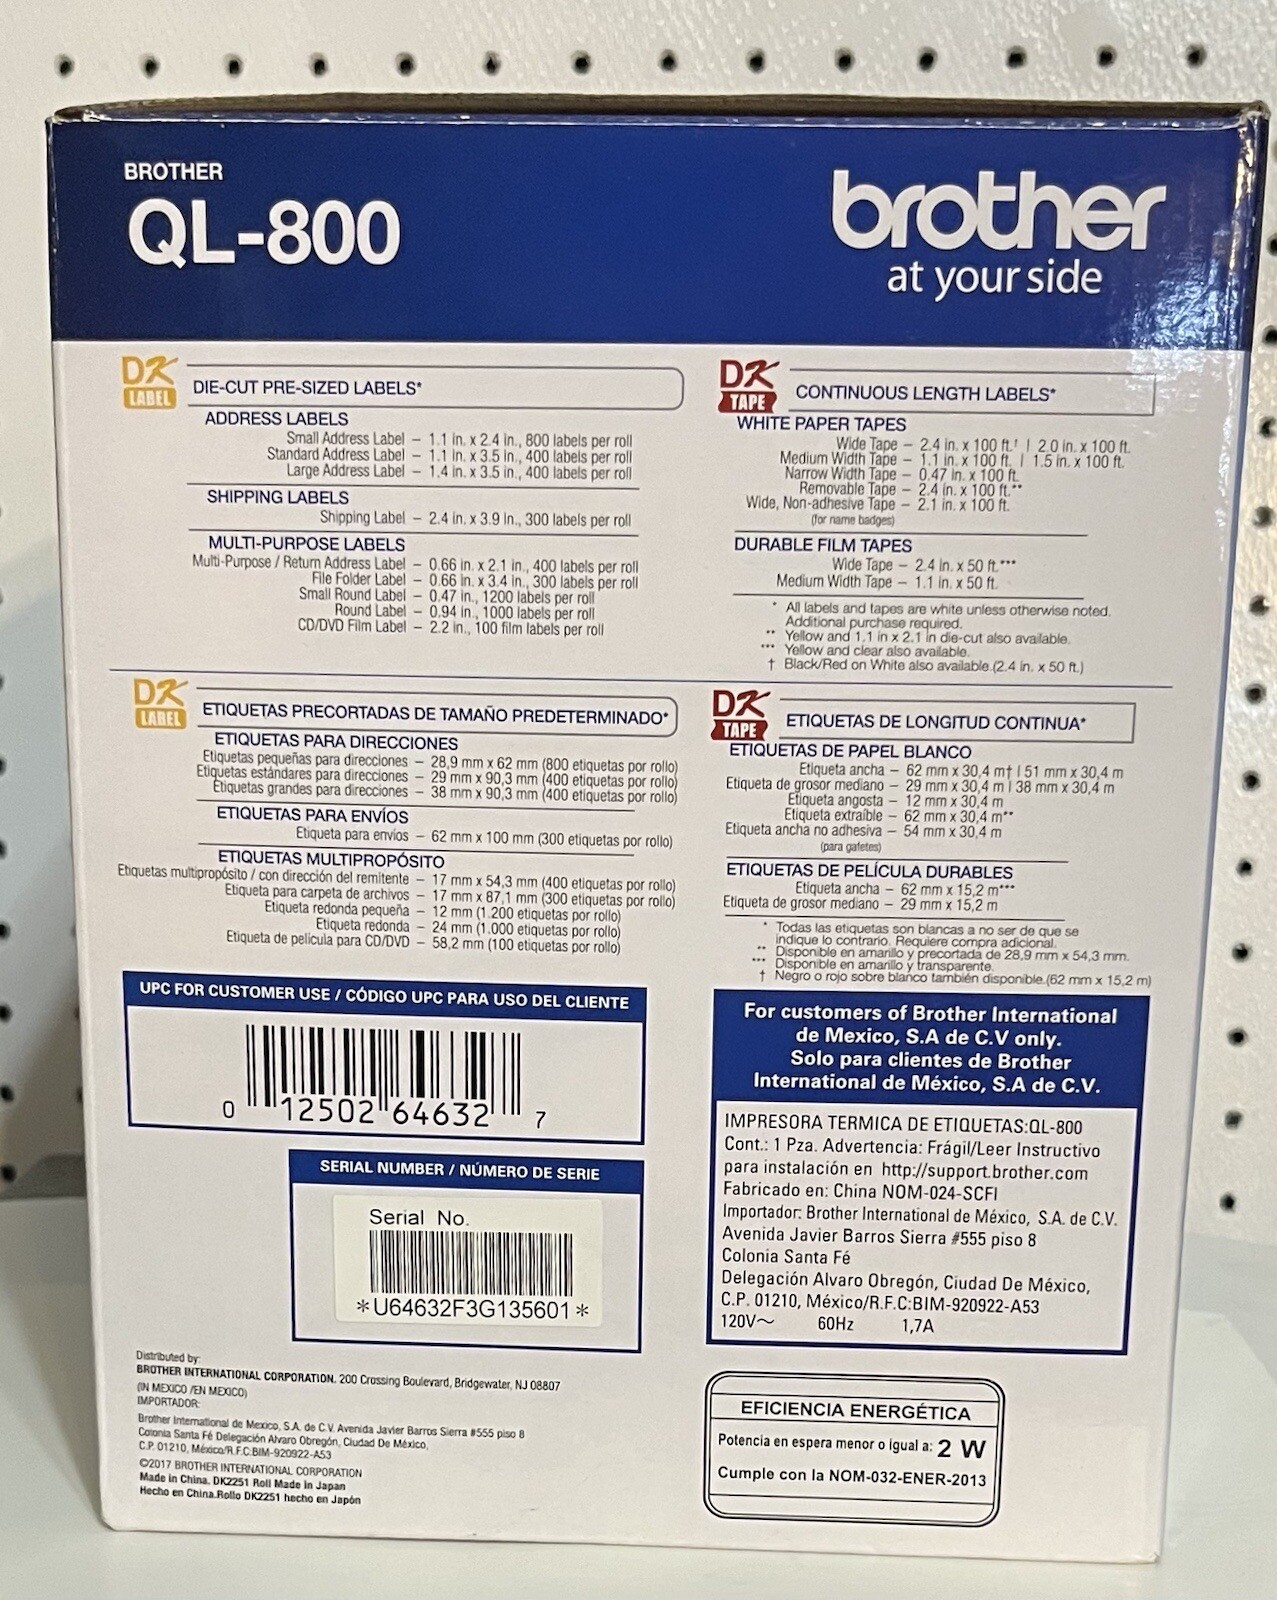 BROTHER
QL-800
brother
at your side
DK
LABEL
DIE-CUT PRE-SIZED LABELS*
ADDRESS LABELS
Small Address Label – 1.1 in. x 2.4 in., 800 labels per roll
Standard Address Label – 1.1 in. x 3.5 in., 400 labels per roll
Large Address Label – 1.4 in. x 3.5 in., 400 labels per roll
SHIPPING LABELS
Shipping Label – 2.4 in. x 3.9 in., 300 labels per roll
MULTI-PURPOSE LABELS
Multi-Purpose / Return Address Label – 0.66 in. x 2.1 in., 400 labels per roll
File Folder Label – 0.66 in. x 3.4 in., 300 labels per roll
Small Round Label – 0.47 in., 1200 labels per roll
Round Label – 0.94 in., 1000 labels per roll
CD/DVD Film Label – 2.2 in., 100 film labels per roll
DK
TAPE
CONTINUOUS LENGTH LABELS*
WHITE PAPER TAPES
Wide Tape – 2.4 in. x 100 ft.† | 2.0 in. x 100 ft.
Medium Width Tape – 1.1 in. x 100 ft. | 1.5 in. x 100 ft.
Narrow Width Tape – 0.47 in. x 100 ft.
Removable Tape – 2.4 in. x 100 ft.**
Wide, Non-adhesive Tape – 2.1 in. x 100 ft.
(for name badges)
DURABLE FILM TAPES
Wide Tape – 2.4 in. x 50 ft.***
Medium Width Tape – 1.1 in. x 50 ft.
* All labels and tapes are white unless otherwise noted.
Additional purchase required.
** Yellow and 1.1 in x 2.1 in die-cut also available.
*** Yellow and clear also available.
† Black/Red on White also available.(2.4 in. x 50 ft.)
DK
LABEL
ETIQUETAS PRECORTADAS DE TAMAÑO PREDETERMINADO*
ETIQUETAS PARA DIRECCIONES
Etiquetas pequeñas para direcciones – 28,9 mm x 62 mm (800 etiquetas por rollo)
Etiquetas estándares para direcciones – 29 mm x 90,3 mm (400 etiquetas por rollo)
Etiquetas grandes para direcciones – 38 mm x 90,3 mm (400 etiquetas por rollo)
ETIQUETAS PARA ENVÍOS
Etiqueta para envíos – 62 mm x 100 mm (300 etiquetas por rollo)
ETIQUETAS MULTIPROPÓSITO
Etiquetas multipropósito / con dirección del remitente – 17 mm x 54,3 mm (400 etiquetas por rollo)
Etiqueta para carpeta de archivos – 17 mm x 87,1 mm (300 etiquetas por rollo)
Etiqueta redonda pequeña – 12 mm (1.200 etiquetas por rollo)
Etiqueta redonda – 24 mm (1.000 etiquetas por rollo)
Etiqueta de película para CD/DVD – 58,2 mm (100 etiquetas por rollo)
DK
TAPE
ETIQUETAS DE LONGITUD CONTINUA*
ETIQUETAS DE PAPEL BLANCO
Etiqueta ancha – 62 mm x 30,4 m† | 51 mm x 30,4 m
Etiqueta de grosor mediano – 29 mm x 30,4 m | 38 mm x 30,4 m
Etiqueta angosta – 12 mm x 30,4 m
Etiqueta extraíble – 62 mm x 30,4 m**
Etiqueta ancha no adhesiva – 54 mm x 30,4 m
(para gafetes)
ETIQUETAS DE PELÍCULA DURABLES
Etiqueta ancha – 62 mm x 15,2 m***
Etiqueta de grosor mediano – 29 mm x 15,2 m
* Todas las etiquetas son blancas a no ser de que se
indique lo contrario. Requiere compra adicional.
** Disponible en amarillo y precortada de 28,9 mm x 54,3 mm.
*** Disponible en amarillo y transparente.
† Negro o rojo sobre blanco también disponible.(62 mm x 15,2 m)
UPC FOR CUSTOMER USE / CÓDIGO UPC PARA USO DEL CLIENTE
0 12502 64632 7
SERIAL NUMBER / NÚMERO DE SERIE
Serial No.
*U64632F3G135601*
For customers of Brother International
de Mexico, S.A de C.V only.
Solo para clientes de Brother
International de México, S.A de C.V.
IMPRESORA TERMICA DE ETIQUETAS:QL-800
Cont.: 1 Pza. Advertencia: Frágil/Leer Instructivo
para instalación en http://support.brother.com
Fabricado en: China NOM-024-SCFI
Importador: Brother International de México, S.A. de C.V.
Avenida Javier Barros Sierra #555 piso 8
Colonia Santa Fé
Delegación Alvaro Obregón, Ciudad De México,
C.P. 01210, México/R.F.C:BIM-920922-A53
120V~ 60Hz 1,7A
Distributed by:
BROTHER INTERNATIONAL CORPORATION. 200 Crossing Boulevard, Bridgewater, NJ 08807
(IN MEXICO /EN MEXICO)
IMPORTADOR:
Brother International de Mexico, S.A. de C.V. Avenida Javier Barros Sierra #555 piso 8
Colonia Santa Fé Delegación Alvaro Obregón, Ciudad De México,
C.P. 01210, México/R.F.C:BIM-920922-A53
©2017 BROTHER INTERNATIONAL CORPORATION
Made in China. DK2251 Roll Made in Japan
Hecho en China.Rollo DK2251 hecho en Japón
EFICIENCIA ENERGÉTICA
Potencia en espera menor o igual a: 2 W
Cumple con la NOM-032-ENER-2013